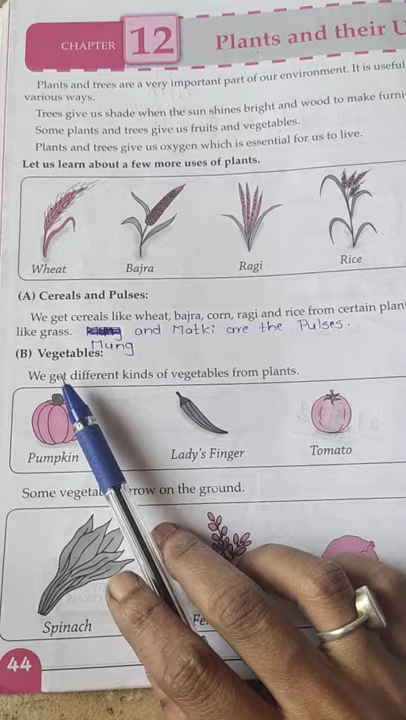 CHAPTER 12
Plants and their
Plants and trees are a very important part of our environment. It is useful
various ways.
Trees give us shade when the sun shines bright and wood to make
Some plants and trees give us fruits and vegetables.
Plants and trees give us oxygen which is essential for us to live.
Let us learn about a few more uses of plants.
Wheat Bajra Ragi Rice
(A) Cereals and Pulses:
We get cereals like wheat, bajra, corn, ragi and rice from certain
like grass. and Matki are the Pulses.
Mung
(B) Vegetables:
We get different kinds of vegetables from plants.
Pumpkin Lady's Finger Tomato
Some on the ground.
Spinach
44